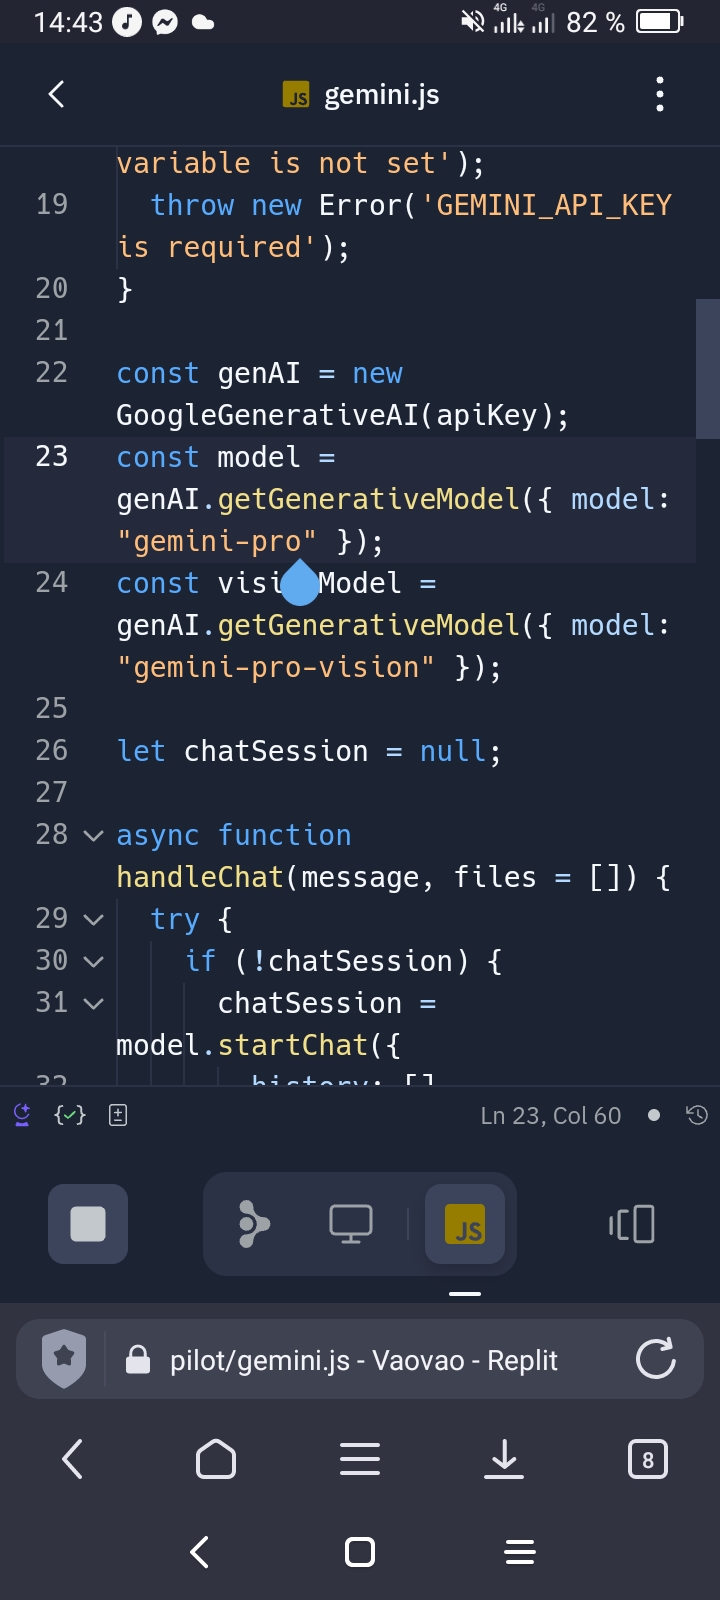 14:43
4G 4G 82 %
JS gemini.js
variable is not set');
19 throw new Error('GEMINI_API_KEY
is required');
20 }
21
22 const genAI = new
GoogleGenerativeAI(apiKey);
23 const model =
genAI.getGenerativeModel({ model:
"gemini-pro" });
24 const visi Model =
genAI.getGenerativeModel({ model:
"gemini-pro-vision" });
25
26 let chatSession = null;
27
28 async function
handleChat(message, files = []) {
29 try {
30 if (!chatSession) {
31 chatSession =
model.startChat({
32 history: []
Ln 23, Col 60
JS
pilot/gemini.js - Vaovao - Replit
8